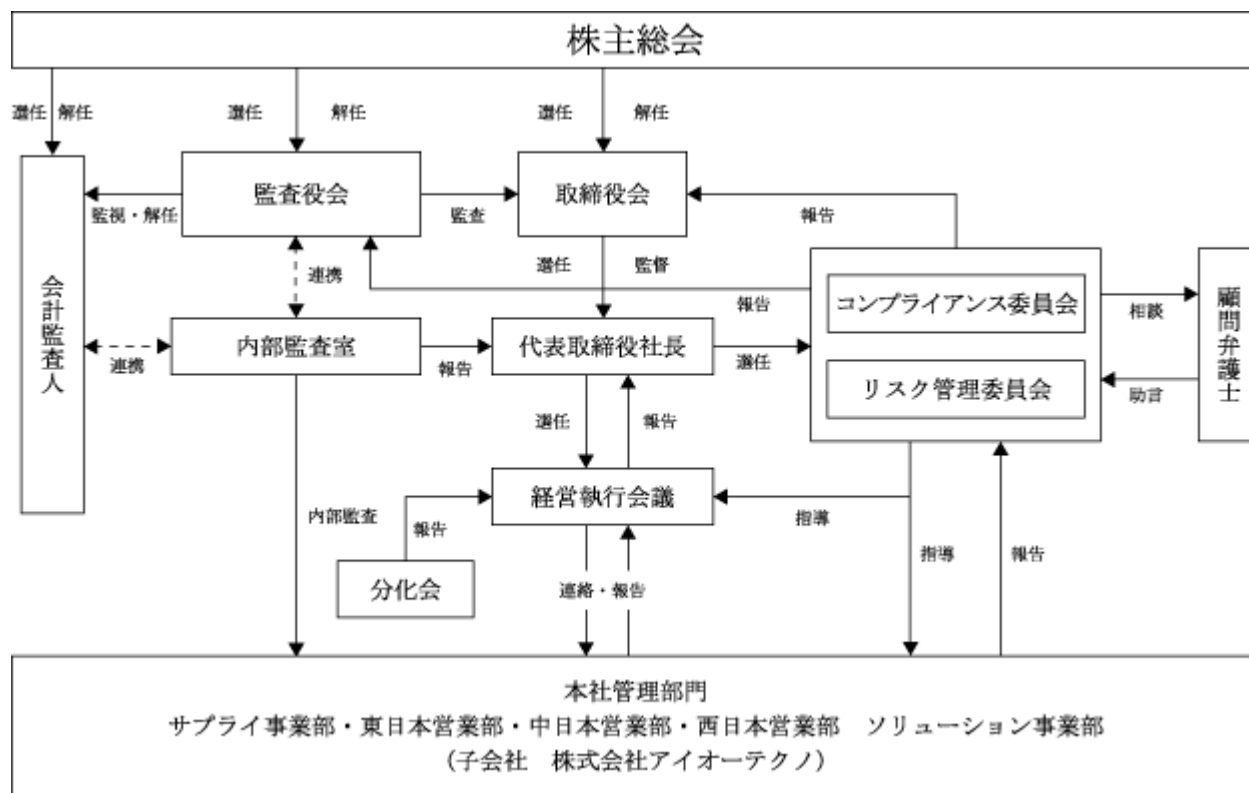 株主総会
選任 解任
選任 解任
選任 解任
監査役会
取締役会
監視・解任
監査
報告
会計監査人
連携
選任 監督
報告
コンプライアンス委員会
相談
顧問弁護士
内部監査室
代表取締役社長
連携
報告
選任
リスク管理委員会
助言
選任 報告
経営執行会議
内部監査
報告
指導
指導
報告
分化会
連絡・報告
本社管理部門
サプライ事業部・東日本営業部・中日本営業部・西日本営業部　ソリューション事業部
（子会社　株式会社アイオーテクノ）